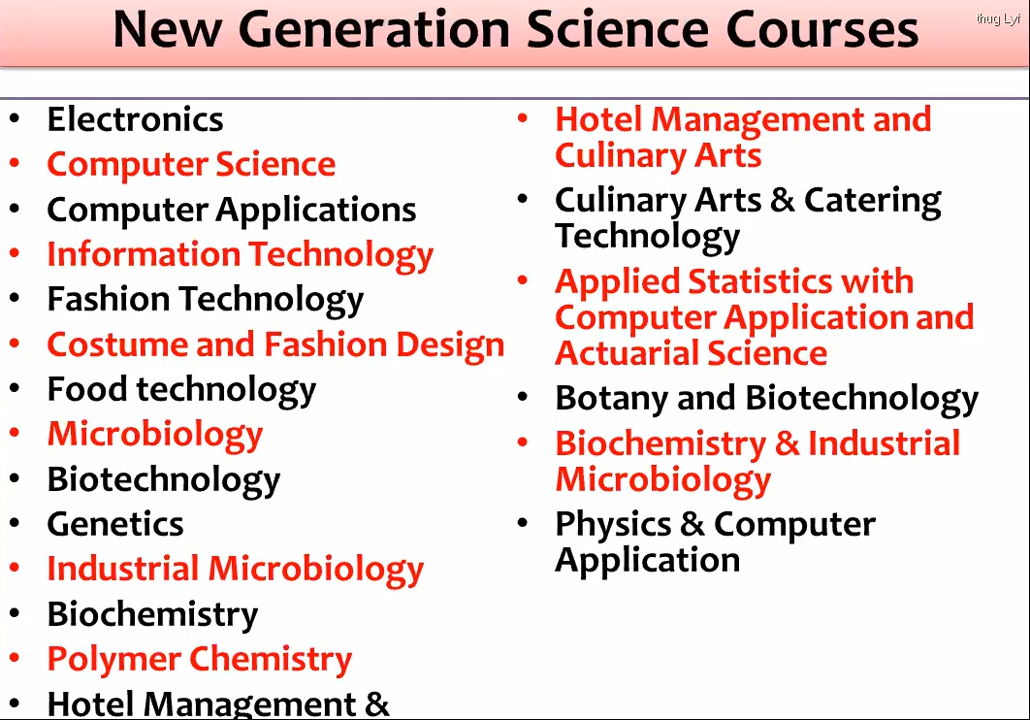 New Generation Science Courses
thug Lyf
• Electronics
• Computer Science
• Computer Applications
• Information Technology
• Fashion Technology
• Costume and Fashion Design
• Food technology
• Microbiology
• Biotechnology
• Genetics
• Industrial Microbiology
• Biochemistry
• Polymer Chemistry
• Hotel Management &
• Hotel Management and
Culinary Arts
• Culinary Arts & Catering
Technology
• Applied Statistics with
Computer Application and
Actuarial Science
• Botany and Biotechnology
• Biochemistry & Industrial
Microbiology
• Physics & Computer
Application